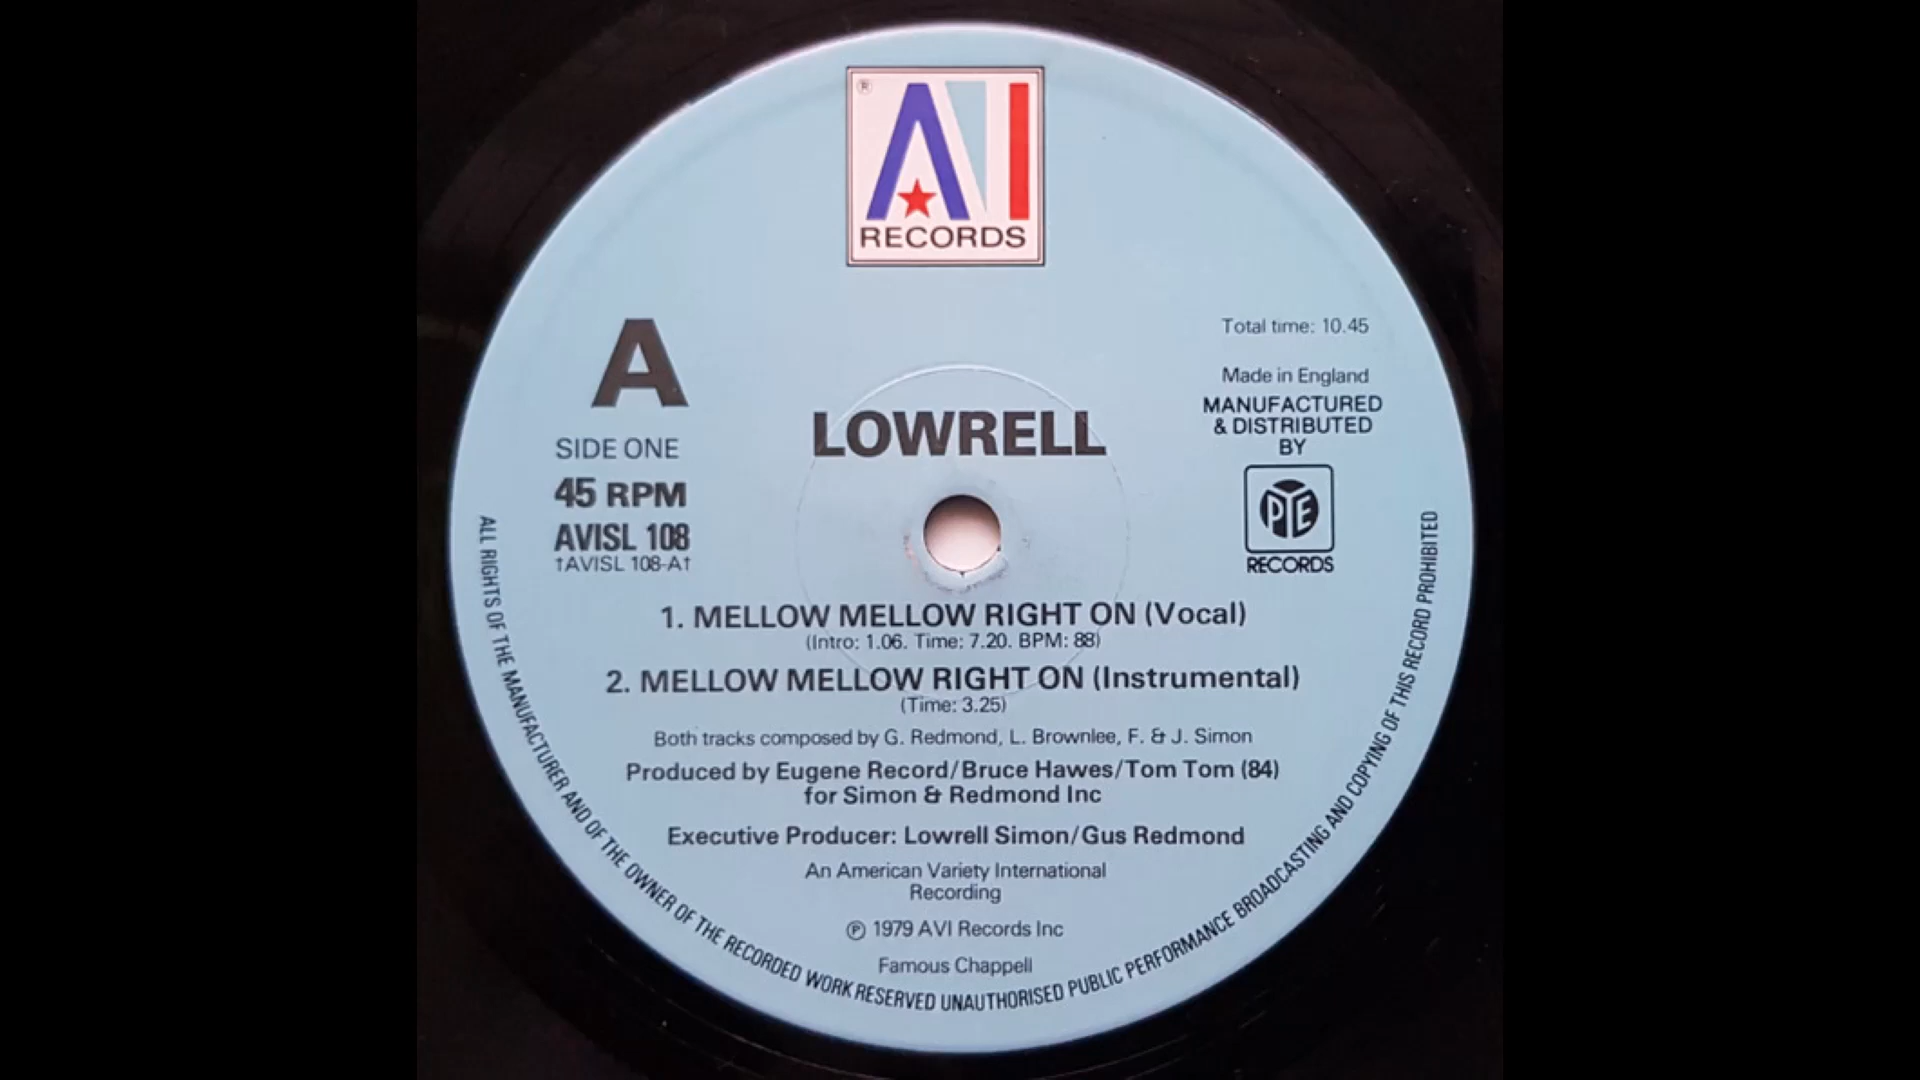 ®
AVI
RECORDS
A
SIDE ONE
45 RPM
AVISL 108
†AVISL 108-A†
LOWRELL
Total time: 10.45
Made in England
MANUFACTURED
& DISTRIBUTED
BY
PYE
RECORDS
1. MELLOW MELLOW RIGHT ON (Vocal)
(Intro: 1.06. Time: 7.20. BPM: 88)
2. MELLOW MELLOW RIGHT ON (Instrumental)
(Time: 3.25)
Both tracks composed by G. Redmond, L. Brownlee, F. & J. Simon
Produced by Eugene Record/Bruce Hawes/Tom Tom (84)
for Simon & Redmond Inc
Executive Producer: Lowrell Simon/Gus Redmond
An American Variety International
Recording
℗ 1979 AVI Records Inc
Famous Chappell
ALL RIGHTS OF THE MANUFACTURER AND OF THE OWNER OF THE RECORDED WORK RESERVED UNAUTHORISED PUBLIC PERFORMANCE BROADCASTING AND COPYING OF THIS RECORD PROHIBITED